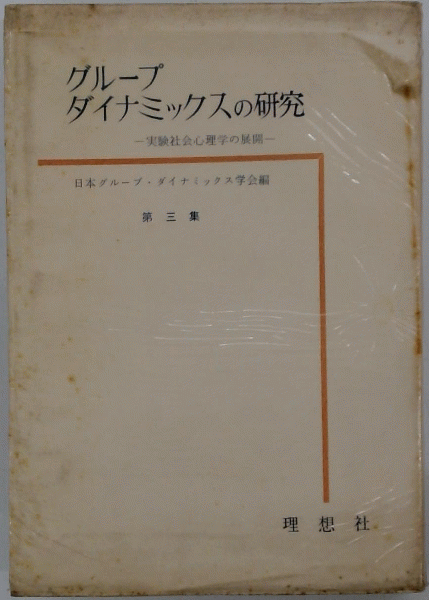 グループ
ダイナミックスの研究
―実験社会心理学の展開―
日本グループ・ダイナミックス学会編
第三集
理想社